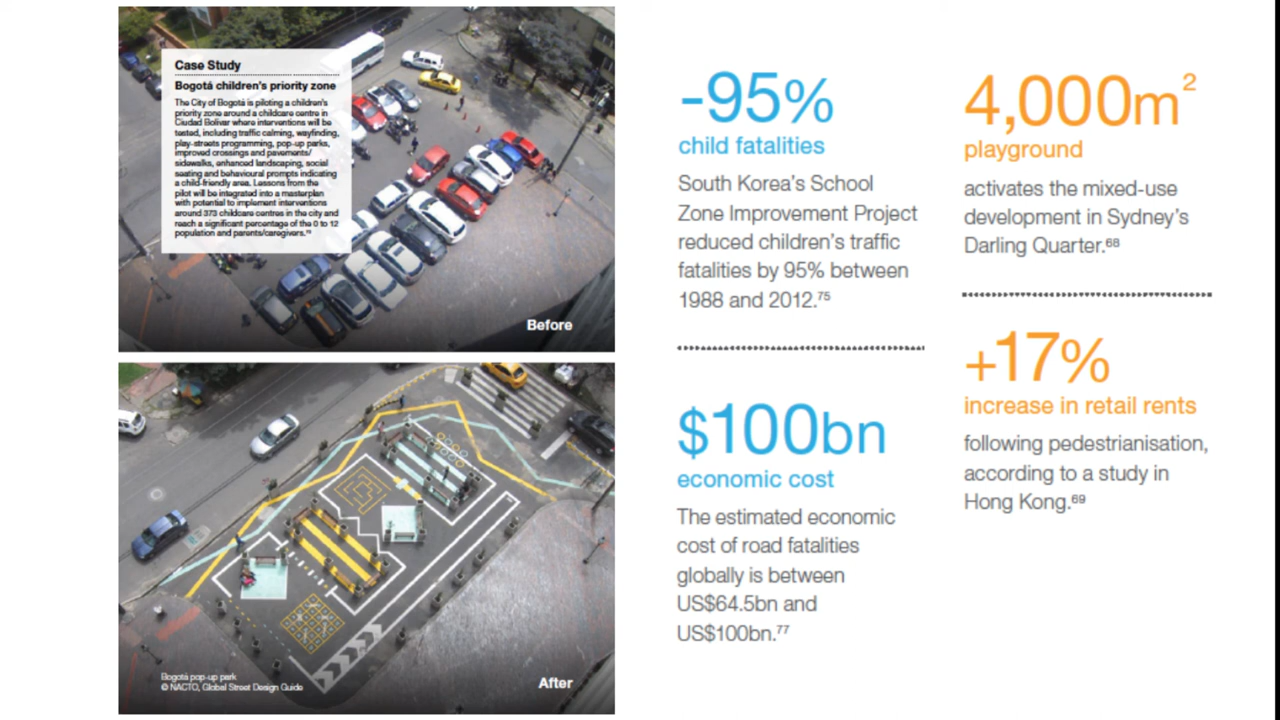 Case Study
Bogotá children's priority zone
The City of Bogotá is piloting a children's
priority zone around a childcare centre in
Ciudad Bolivar where interventions will be
tested, including traffic calming, wayfinding,
play-streets programming, pop-up parks,
improved crossings and pavements/
sidewalks, enhanced landscaping, social
seating and behavioural prompts indicating
a child-friendly area. Lessons from the
pilot will be integrated into a masterplan
with potential to implement interventions
around 373 childcare centres in the city and
reach a significant percentage of the 0 to 12
population and parents/caregivers.
Before
Bogotá pop-up park
© NACTO, Global Street Design Guide
After
-95%
child fatalities
South Korea's School
Zone Improvement Project
reduced children's traffic
fatalities by 95% between
1988 and 2012.⁷⁵
$100bn
economic cost
The estimated economic
cost of road fatalities
globally is between
US$64.5bn and
US$100bn.⁷⁷
4,000m²
playground
activates the mixed-use
development in Sydney's
Darling Quarter.⁶⁸
+17%
increase in retail rents
following pedestrianisation,
according to a study in
Hong Kong.⁶⁹